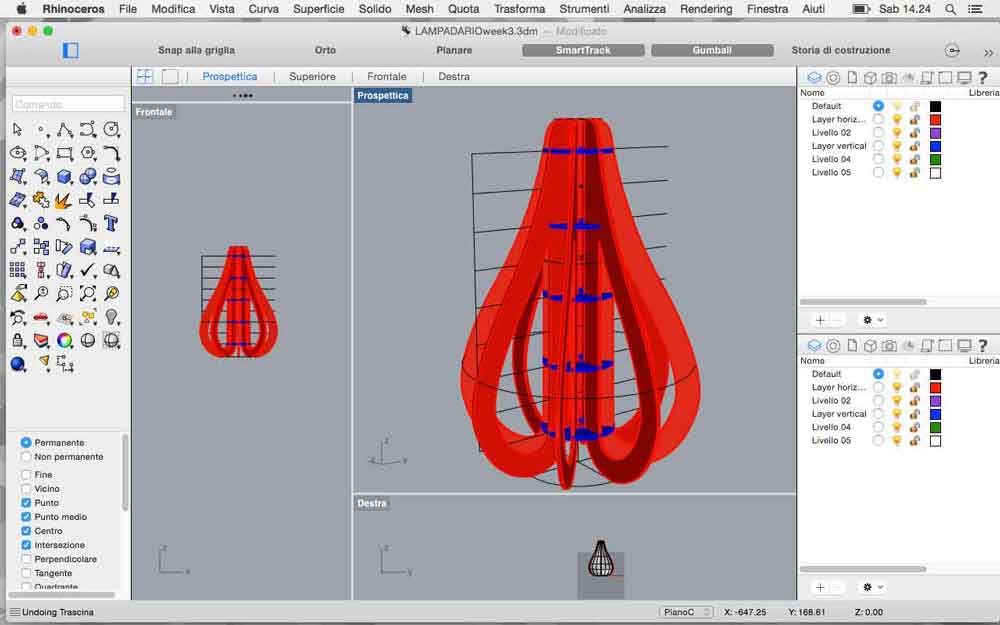 Rhinoceros File Modifica Vista Curva Superficie Solido Mesh Quota Trasforma Strumenti Analizza Rendering Finestra Aiuti Sab 14.24
LAMPADARIOweek3.3dm — Modificato
Snap alla griglia Orto Planare SmartTrack Gumball Storia di costruzione
Prospettica Superiore Frontale Destra
Comando
Frontale
Prospettica
z
x
y
Destra
z
x
z
y
Permanente
Non permanente
Fine
Vicino
Punto
Punto medio
Centro
Intersezione
Perpendicolare
Tangente
Quadrante
Nome Libreria
Default
Layer horiz...
Livello 02
Layer vertical
Livello 04
Livello 05
Nome Libreria
Default
Layer horiz...
Livello 02
Layer vertical
Livello 04
Livello 05
Undoing Trascina PianoC X: -647.25 Y: 168.61 Z: 0.00